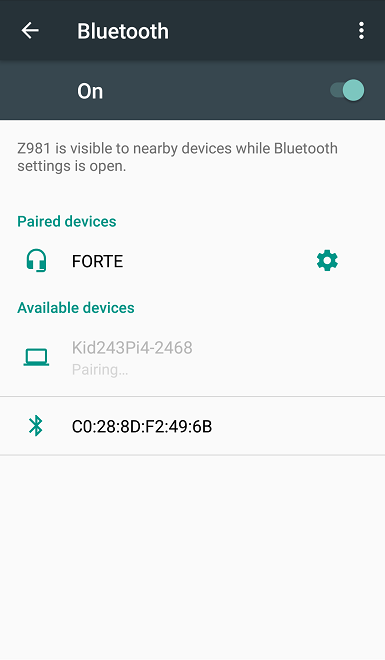 Bluetooth
On
Z981 is visible to nearby devices while Bluetooth
settings is open.
Paired devices
FORTE
Available devices
Kid243Pi4-2468
Pairing...
C0:28:8D:F2:49:6B